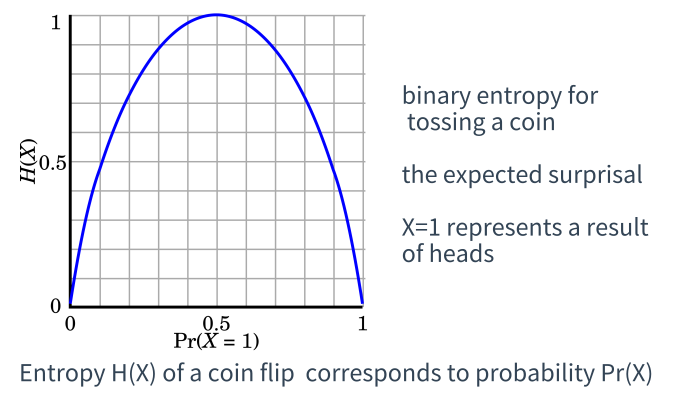 1
H(X)
0.5
0
0
0.5
1
Pr(X = 1)
binary entropy for
tossing a coin
the expected surprisal
X=1 represents a result
of heads
Entropy H(X) of a coin flip corresponds to probability Pr(X)